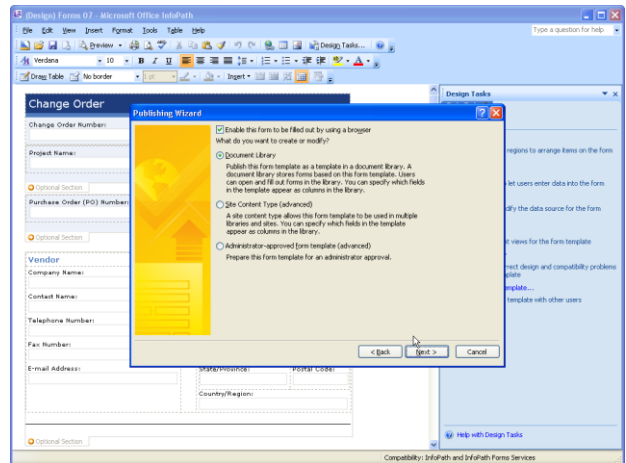 (Design) Forms 07 - Microsoft Office InfoPath
File Edit View Insert Format Tools Table Help
Type a question for help
Preview
Design Tasks...
Verdana
10
B I U
Draw Table
No border
1 pt
Insert
Design Tasks
Change Order
Change Order Number:
Project Name:
Optional Section
Purchase Order (PO) Number:
Optional Section
Vendor
Company Name:
Contact Name:
Telephone Number:
Fax Number:
E-mail Address:
State/Province:
Postal Code:
Country/Region:
Optional Section
Publishing Wizard
Enable this form to be filled out by using a browser
What do you want to create or modify?
Document Library
Publish this form template as a template in a document library. A
document library stores forms based on this form template. Users
can open and fill out forms in the library. You can specify which fields
in the template appear as columns in the library.
Site Content Type (advanced)
A site content type allows this form template to be used in multiple
libraries and sites. You can specify which fields in the template
appear as columns in the library.
Administrator-approved form template (advanced)
Prepare this form template for an administrator approval.
< Back
Next >
Cancel
regions to arrange items on the form
let users enter data into the form
dify the data source for the form
t views for the form template
rrect design and compatibility problems
plate
emplate...
template with other users
Help with Design Tasks
Compatibility: InfoPath and InfoPath Forms Services